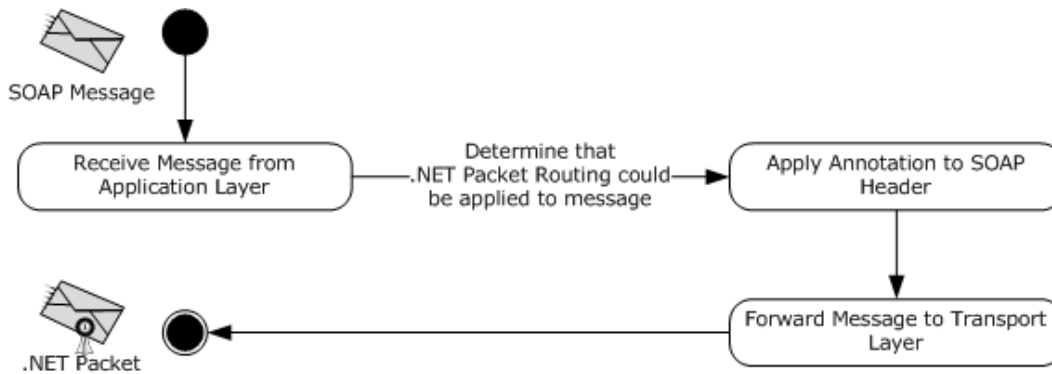 SOAP Message
Receive Message from
Application Layer
Determine that
.NET Packet Routing could
be applied to message
Apply Annotation to SOAP
Header
Forward Message to Transport
Layer
.NET Packet